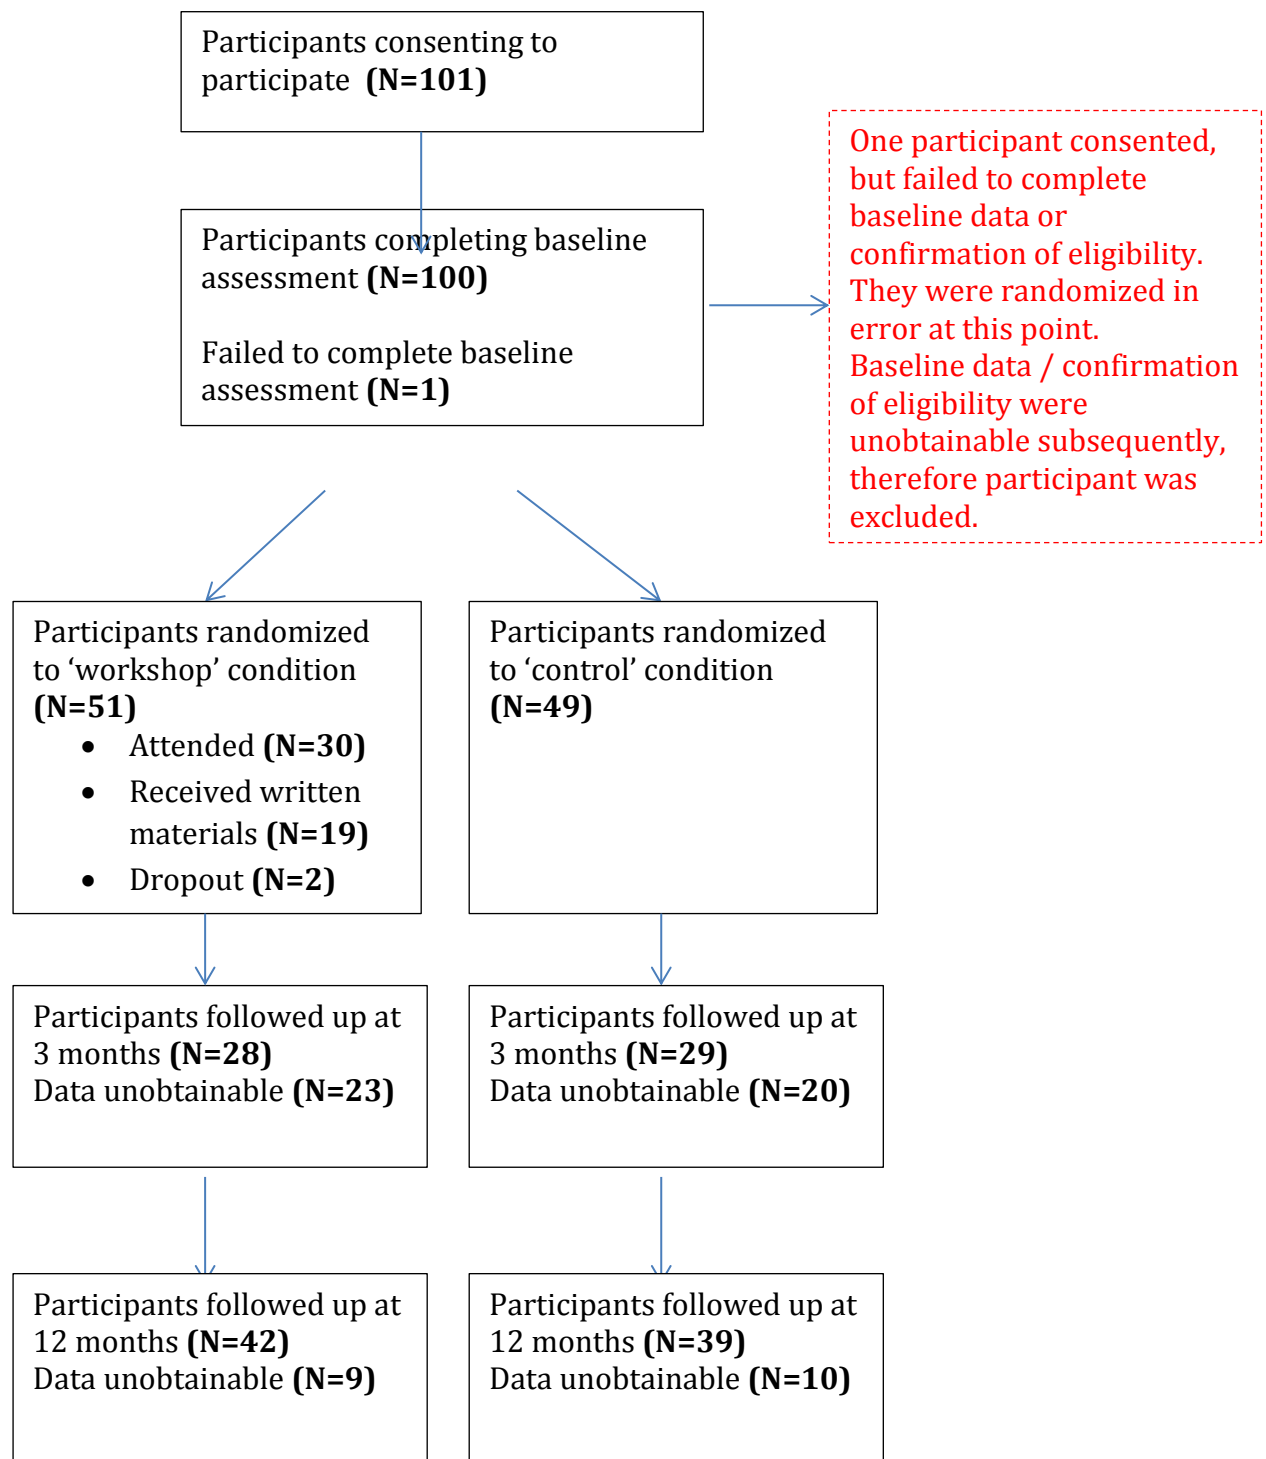 Participants consenting to
participate  (N=101)
One participant consented,
but failed to complete
baseline data or
confirmation of eligibility.
They were randomized in
error at this point.
Baseline data / confirmation
of eligibility were
unobtainable subsequently,
therefore participant was
excluded.
Participants completing baseline
assessment (N=100)
Failed to complete baseline
assessment (N=1)
Participants randomized
to ‘workshop’ condition
(N=51)
• Attended (N=30)
• Received written
materials (N=19)
• Dropout (N=2)
Participants randomized
to ‘control’ condition
(N=49)
Participants followed up at
3 months (N=28)
Data unobtainable (N=23)
Participants followed up at
3 months (N=29)
Data unobtainable (N=20)
Participants followed up at
12 months (N=42)
Data unobtainable (N=9)
Participants followed up at
12 months (N=39)
Data unobtainable (N=10)